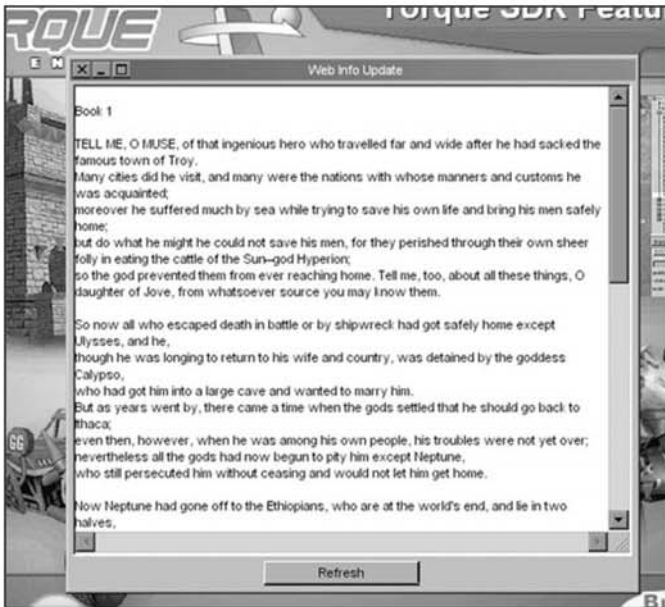 Torque SDK Featu
RQUE
E N
Web Info Update
Book 1
TELL ME, O MUSE, of that ingenious hero who travelled far and wide after he had sacked the
famous town of Troy.
Many cities did he visit, and many were the nations with whose manners and customs he
was acquainted;
moreover he suffered much by sea while trying to save his own life and bring his men safely
home;
but do what he might he could not save his men, for they perished through their own sheer
folly in eating the cattle of the Sun--god Hyperion;
so the god prevented them from ever reaching home. Tell me, too, about all these things, O
daughter of Jove, from whatsoever source you may know them.
So now all who escaped death in battle or by shipwreck had got safely home except
Ulysses, and he,
though he was longing to return to his wife and country, was detained by the goddess
Calypso,
who had got him into a large cave and wanted to marry him.
But as years went by, there came a time when the gods settled that he should go back to
Ithaca;
even then, however, when he was among his own people, his troubles were not yet over;
nevertheless all the gods had now begun to pity him except Neptune,
who still persecuted him without ceasing and would not let him get home.
Now Neptune had gone off to the Ethiopians, who are at the world's end, and lie in two
halves,
GG
Refresh